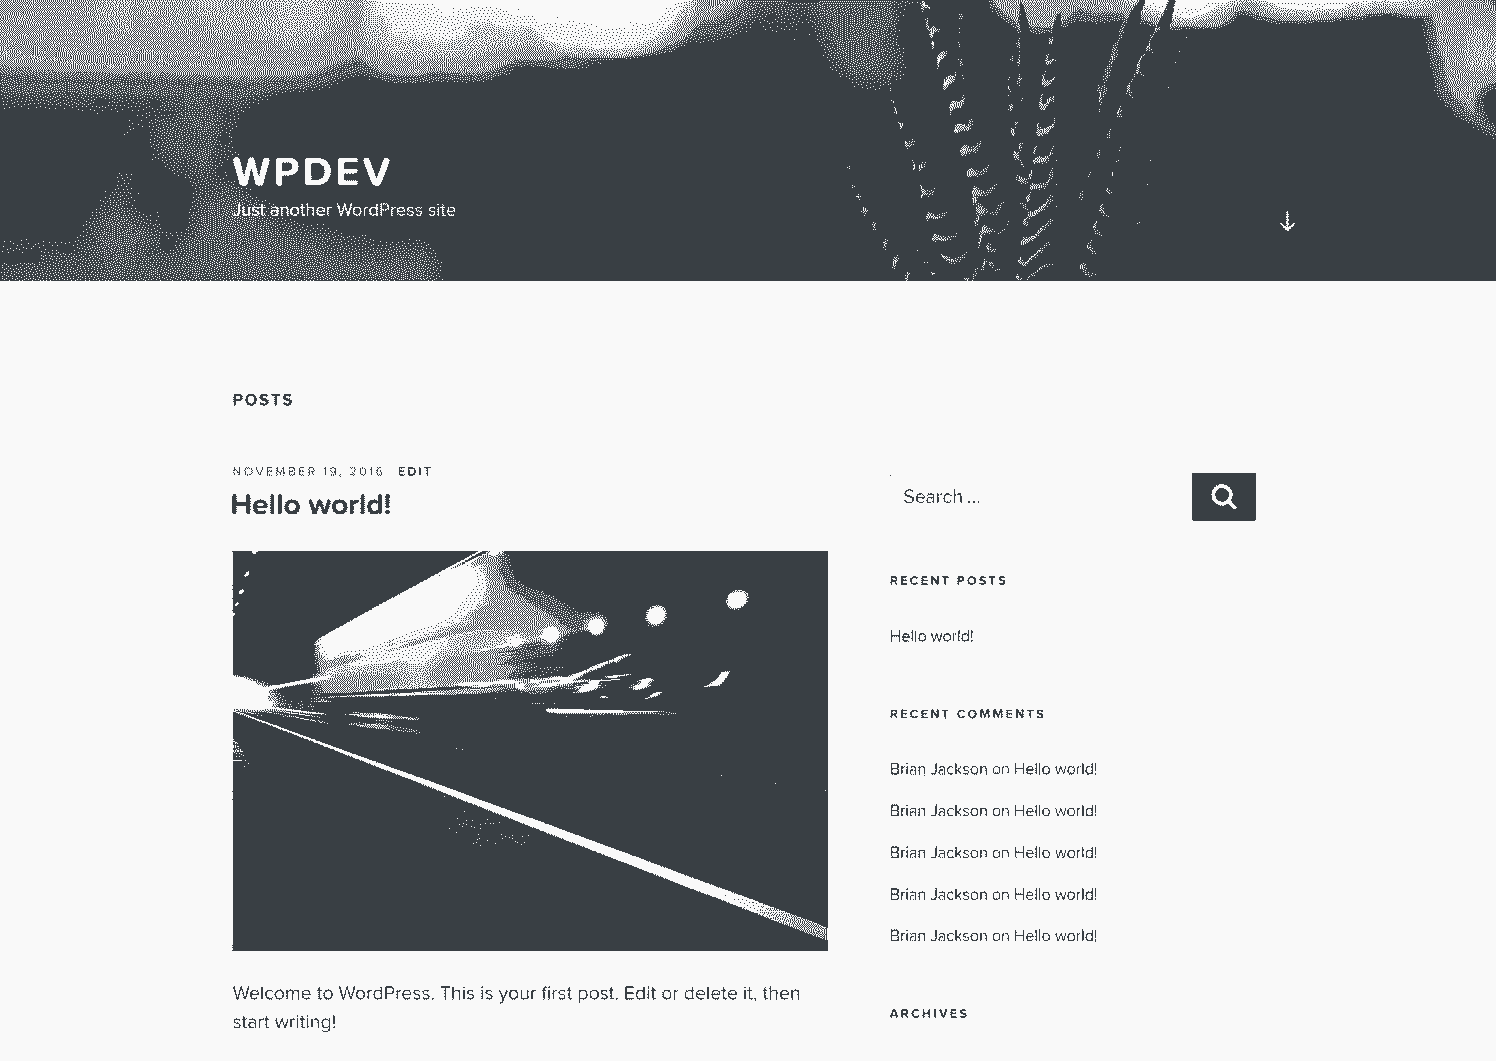 WPDEV
Just another WordPress site
POSTS
NOVEMBER 19, 2016 EDIT
Hello world!
Welcome to WordPress. This is your first post. Edit or delete it, then
start writing!
Search ...
RECENT POSTS
Hello world!
RECENT COMMENTS
Brian Jackson on Hello world!
Brian Jackson on Hello world!
Brian Jackson on Hello world!
Brian Jackson on Hello world!
Brian Jackson on Hello world!
ARCHIVES